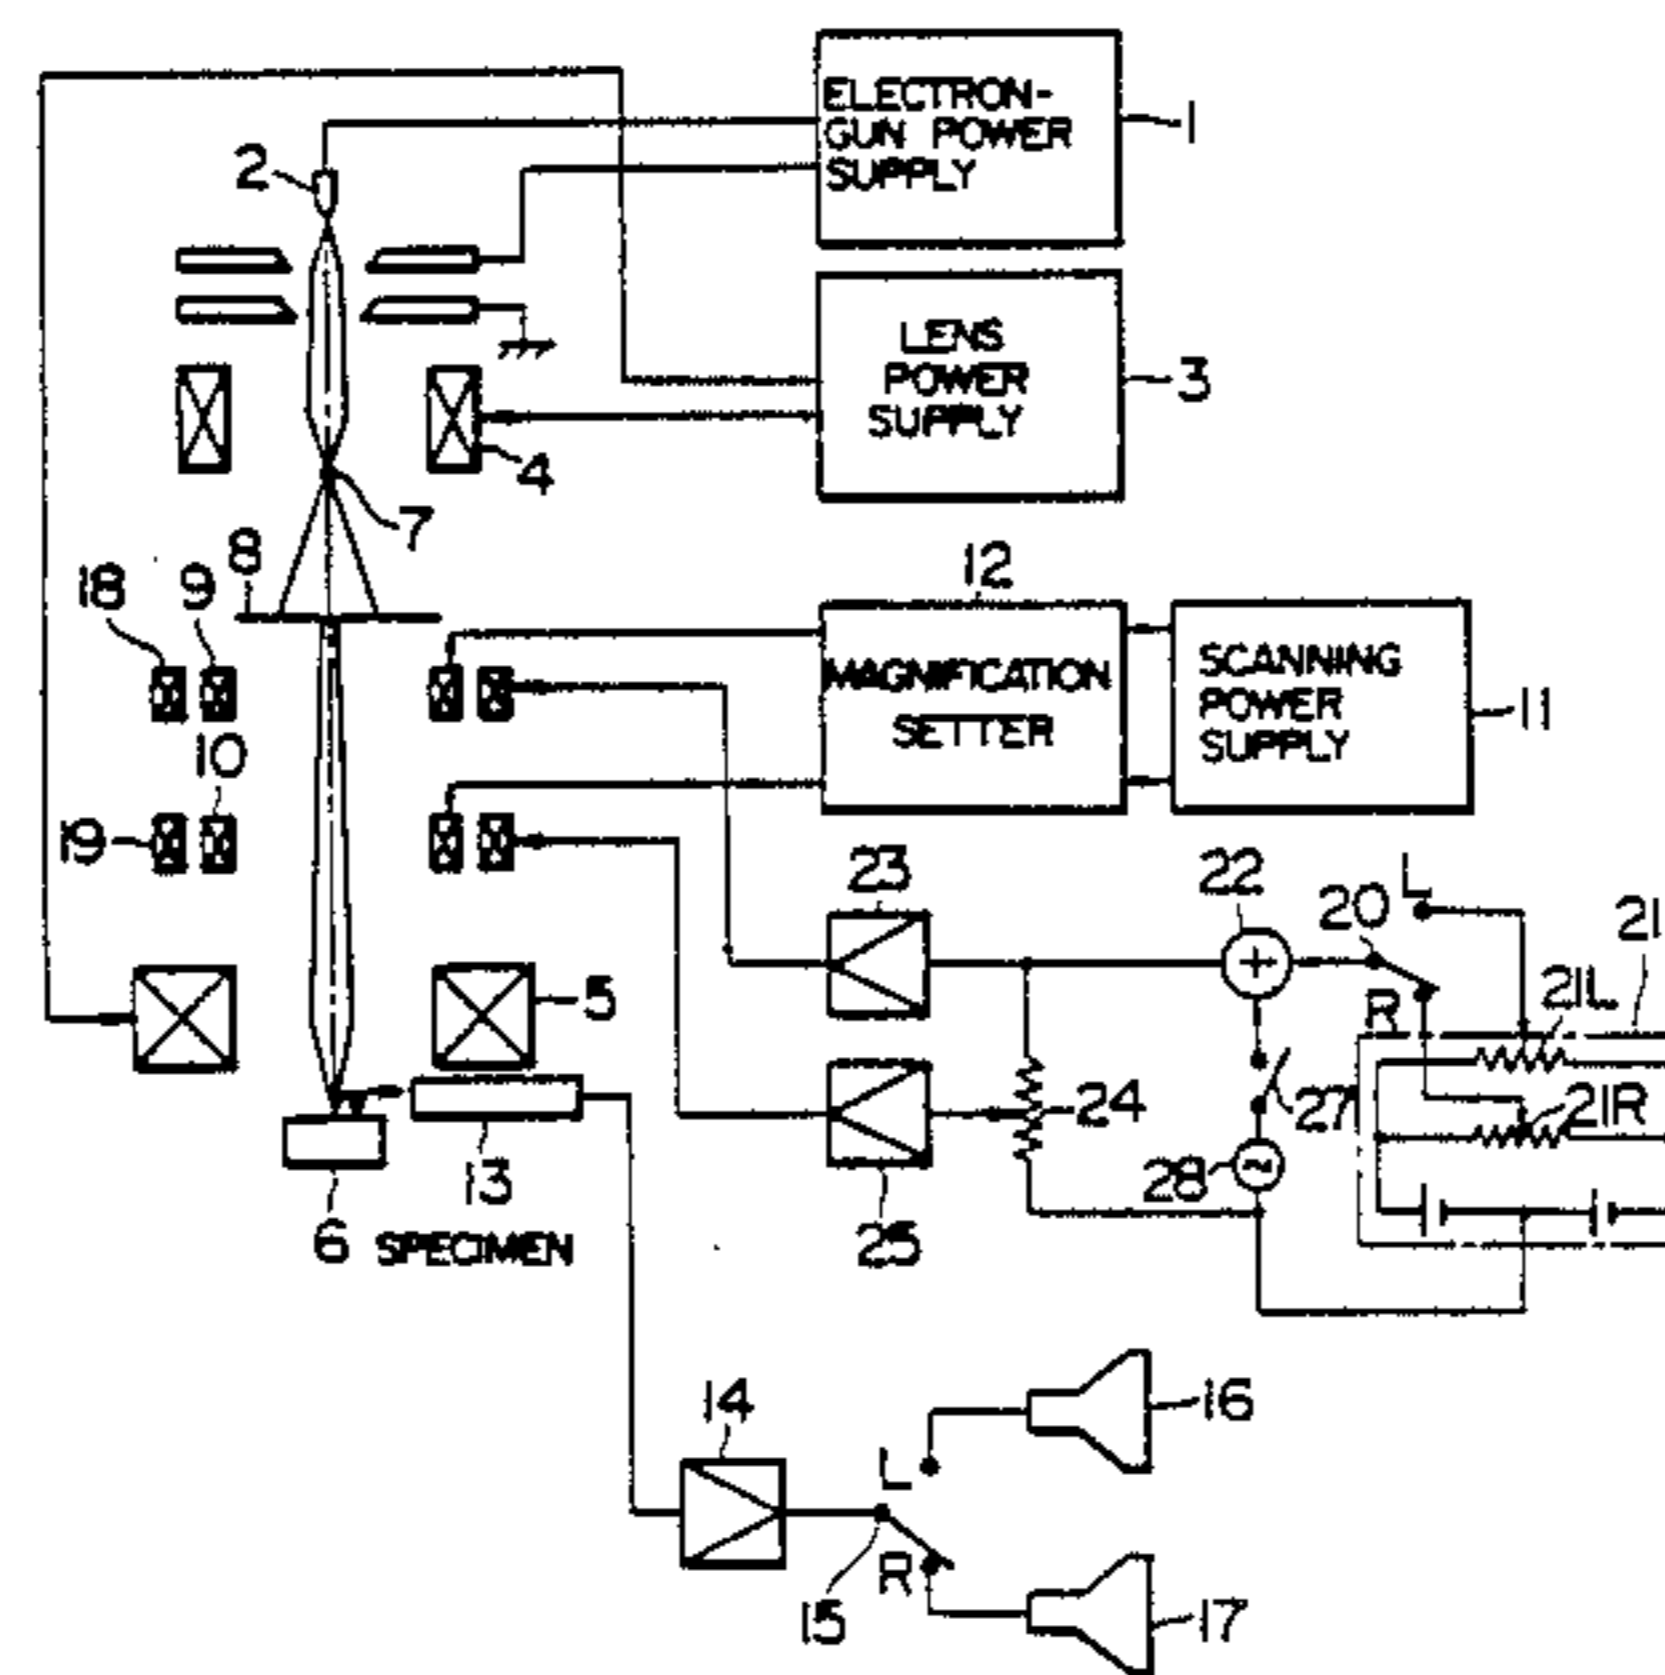 ELECTRON-
GUN POWER
SUPPLY
1
2
LENS
POWER
SUPPLY
3
4
7
8
18
9
12
MAGNIFICATION
SETTER
SCANNING
POWER
SUPPLY
11
10
19
23
22
20
L
21
5
R
21L
24
27
21R
28
13
6
SPECIMEN
25
14
16
L
R
15
17